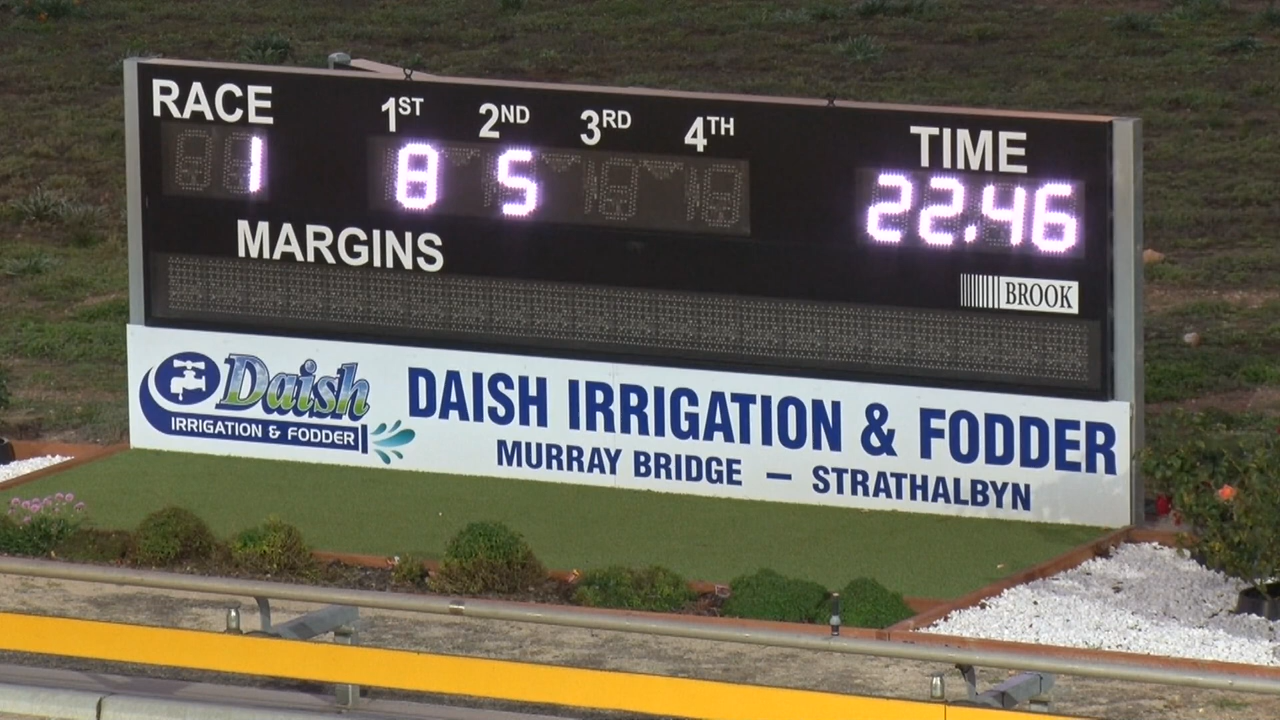 RACE 1ST 2ND 3RD 4TH TIME
1 8 5 22.46
MARGINS
BROOK
Daish
IRRIGATION & FODDER
DAISH IRRIGATION & FODDER
MURRAY BRIDGE — STRATHALBYN